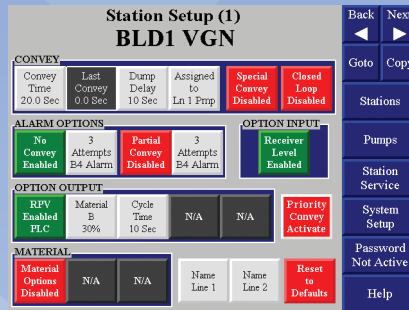 Station Setup (1)
BLD1 VGN
Back
Next
Goto
Copy
CONVEY
Convey
Time
20.0 Sec
Last
Convey
0.0 Sec
Dump
Delay
10 Sec
Assigned
to
Ln 1 Pmp
Special
Convey
Disabled
Closed
Loop
Disabled
Stations
ALARM OPTIONS
No
Convey
Enabled
3
Attempts
B4 Alarm
Partial
Convey
Disabled
3
Attempts
B4 Alarm
OPTION INPUT
Receiver
Level
Enabled
Pumps
Station
Service
OPTION OUTPUT
RPV
Enabled
PLC
Material
B
30%
Cycle
Time
10 Sec
N/A
N/A
Priority
Convey
Activate
System
Setup
Password
Not Active
MATERIAL
Material
Options
Disabled
N/A
N/A
Name
Line 1
Name
Line 2
Reset
to
Defaults
Help